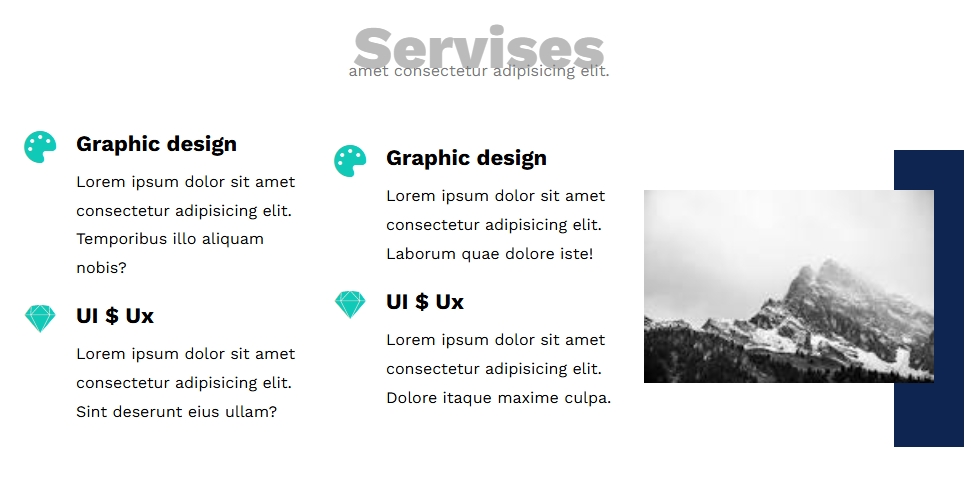 Servises
amet consectetur adipisicing elit.
Graphic design
Lorem ipsum dolor sit amet
consectetur adipisicing elit.
Temporibus illo aliquam
nobis?
UI $ Ux
Lorem ipsum dolor sit amet
consectetur adipisicing elit.
Sint deserunt eius ullam?
Graphic design
Lorem ipsum dolor sit amet
consectetur adipisicing elit.
Laborum quae dolore iste!
UI $ Ux
Lorem ipsum dolor sit amet
consectetur adipisicing elit.
Dolore itaque maxime culpa.